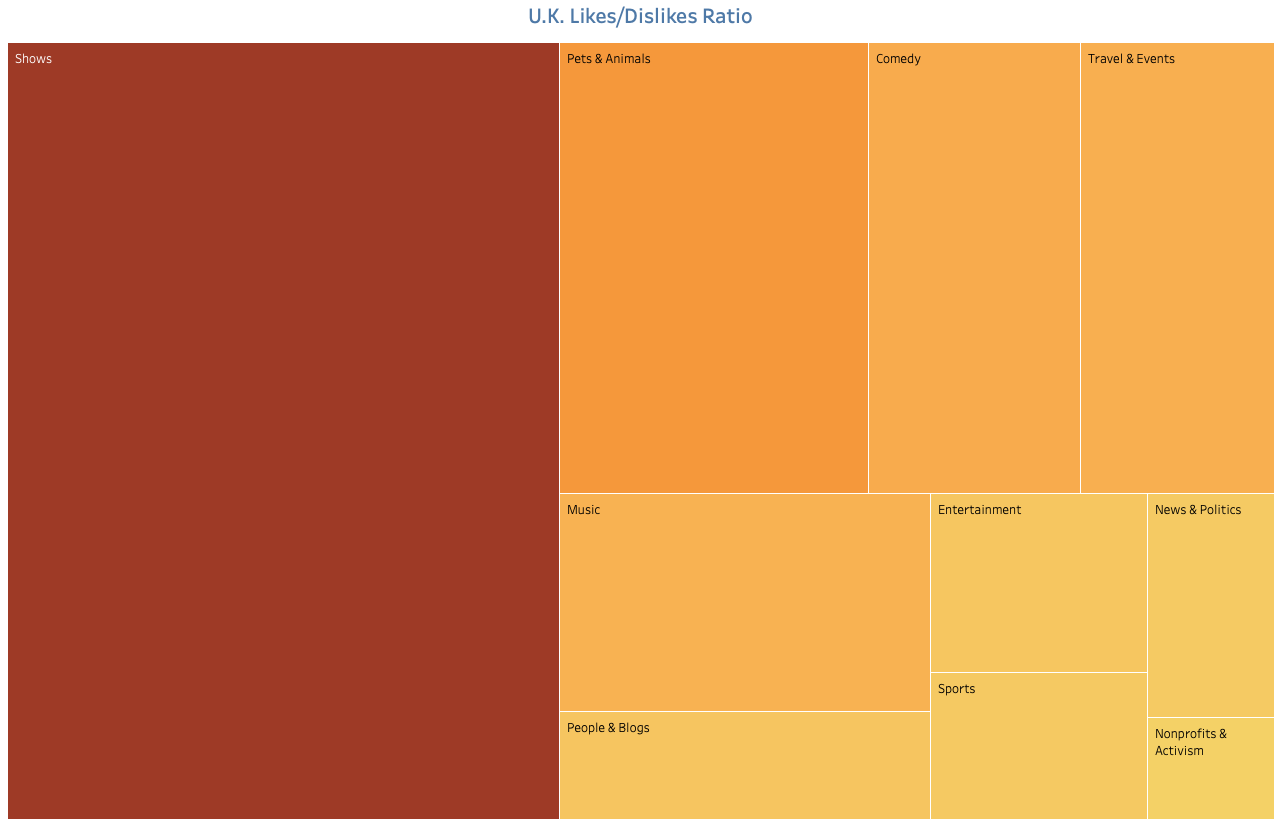 U.K. Likes/Dislikes Ratio
Shows
Pets & Animals
Comedy
Travel & Events
Music
Entertainment
News & Politics
Sports
People & Blogs
Nonprofits &
Activism